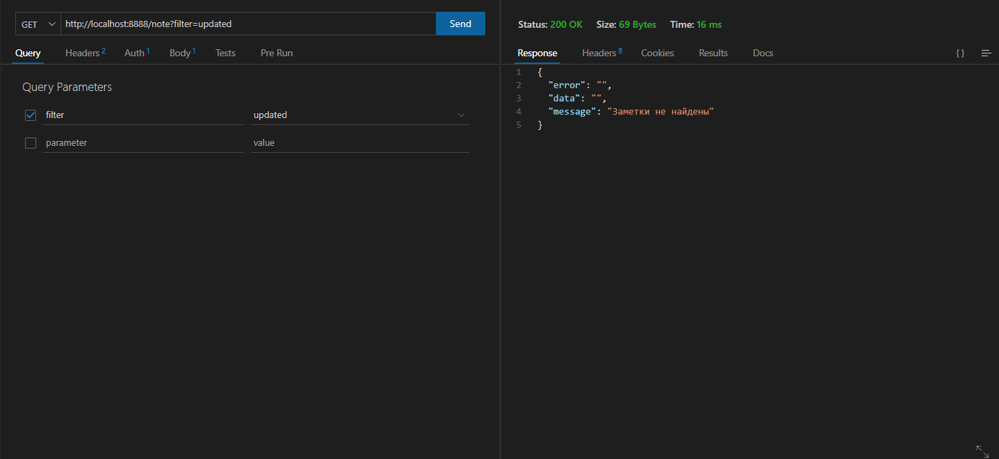 GET http://localhost:8888/note?filter=updated Send
Query Headers 2 Auth 1 Body 1 Tests Pre Run
Query Parameters
filter updated
parameter value
Status: 200 OK Size: 69 Bytes Time: 16 ms
Response Headers 8 Cookies Results Docs { }
1 {
2 "error": "",
3 "data": "",
4 "message": "Заметки не найдены"
5 }